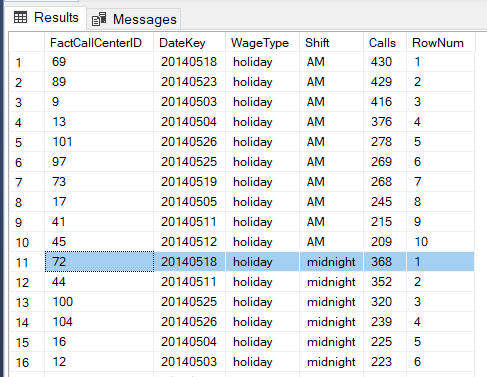 Results Messages
FactCallCenterID DateKey WageType Shift Calls RowNum
1 69 20140518 holiday AM 430 1
2 89 20140523 holiday AM 429 2
3 9 20140503 holiday AM 416 3
4 13 20140504 holiday AM 376 4
5 101 20140526 holiday AM 278 5
6 97 20140525 holiday AM 269 6
7 73 20140519 holiday AM 268 7
8 17 20140505 holiday AM 245 8
9 41 20140511 holiday AM 215 9
10 45 20140512 holiday AM 209 10
11 72 20140518 holiday midnight 368 1
12 44 20140511 holiday midnight 352 2
13 100 20140525 holiday midnight 320 3
14 104 20140526 holiday midnight 239 4
15 16 20140504 holiday midnight 225 5
16 12 20140503 holiday midnight 223 6